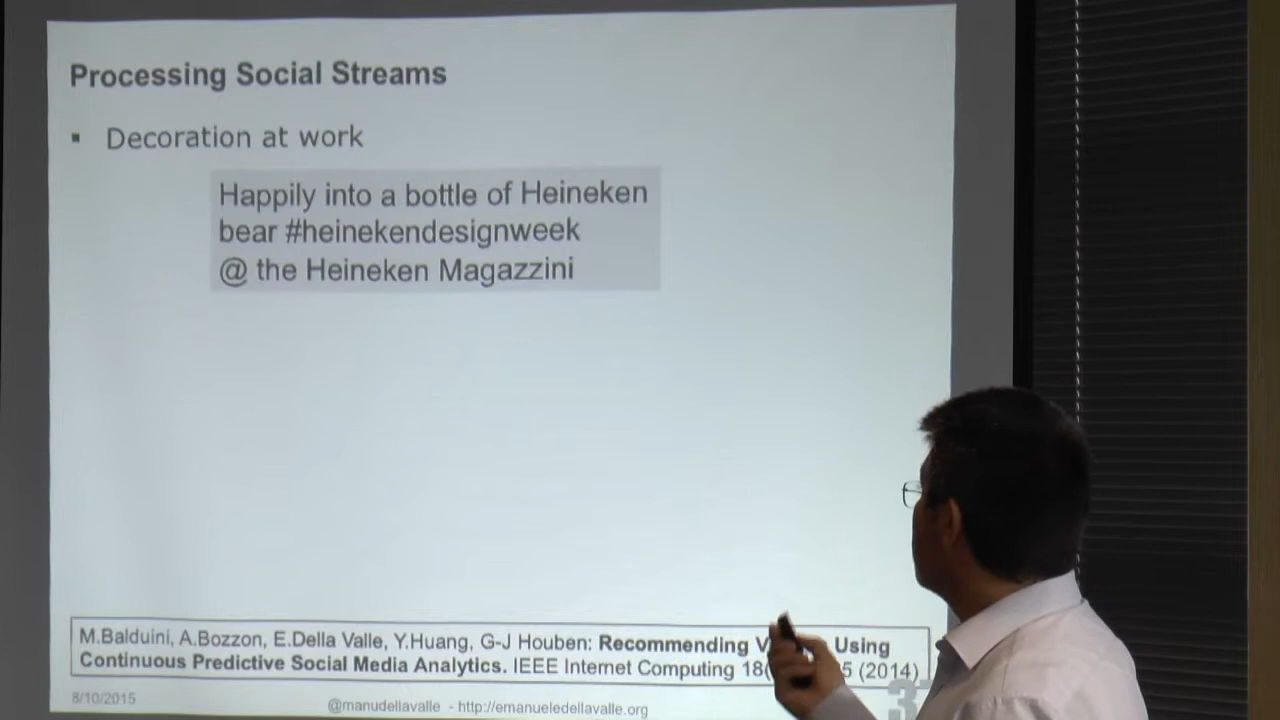 Processing Social Streams
▪ Decoration at work
Happily into a bottle of Heineken
bear #heinekendesignweek
@ the Heineken Magazzini
M.Balduini, A.Bozzon, E.Della Valle, Y.Huang, G-J Houben: Recommending Using
Continuous Predictive Social Media Analytics. IEEE Internet Computing 18( 5 (2014)
8/10/2015
@manudellavalle - http://emanueledellavalle.org